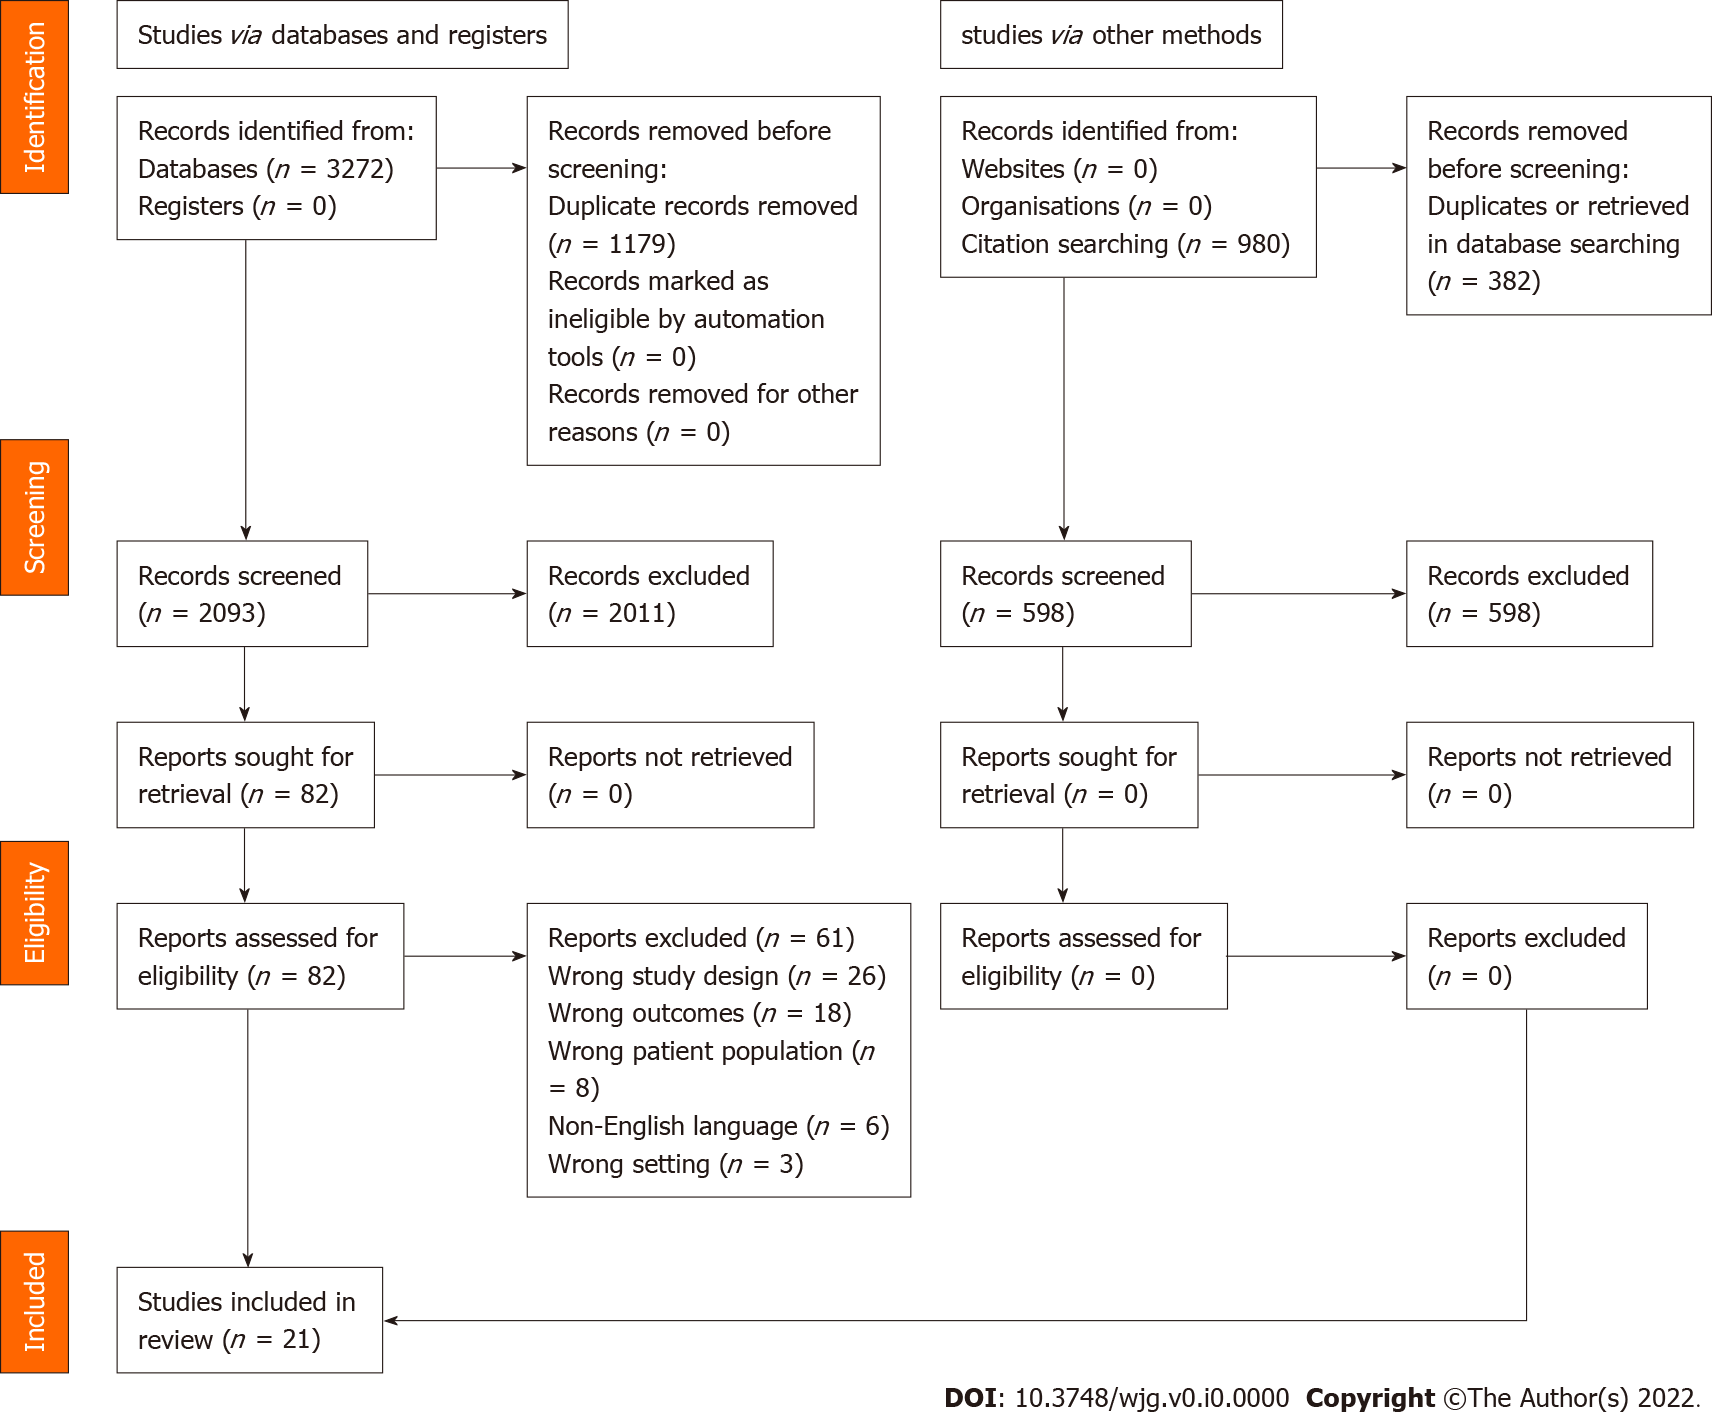 Identification
Studies via databases and registers
Records identified from:
Databases (n = 3272)
Registers (n = 0)
Records removed before
screening:
Duplicate records removed
(n = 1179)
Records marked as
ineligible by automation
tools (n = 0)
Records removed for other
reasons (n = 0)
studies via other methods
Records identified from:
Websites (n = 0)
Organisations (n = 0)
Citation searching (n = 980)
Records removed
before screening:
Duplicates or retrieved
in database searching
(n = 382)
Screening
Records screened
(n = 2093)
Records excluded
(n = 2011)
Records screened
(n = 598)
Records excluded
(n = 598)
Reports sought for
retrieval (n = 82)
Reports not retrieved
(n = 0)
Reports sought for
retrieval (n = 0)
Reports not retrieved
(n = 0)
Eligibility
Reports assessed for
eligibility (n = 82)
Reports excluded (n = 61)
Wrong study design (n = 26)
Wrong outcomes (n = 18)
Wrong patient population (n
= 8)
Non-English language (n = 6)
Wrong setting (n = 3)
Reports assessed for
eligibility (n = 0)
Reports excluded
(n = 0)
Included
Studies included in
review (n = 21)
DOI: 10.3748/wjg.v0.i0.0000 Copyright ©The Author(s) 2022.